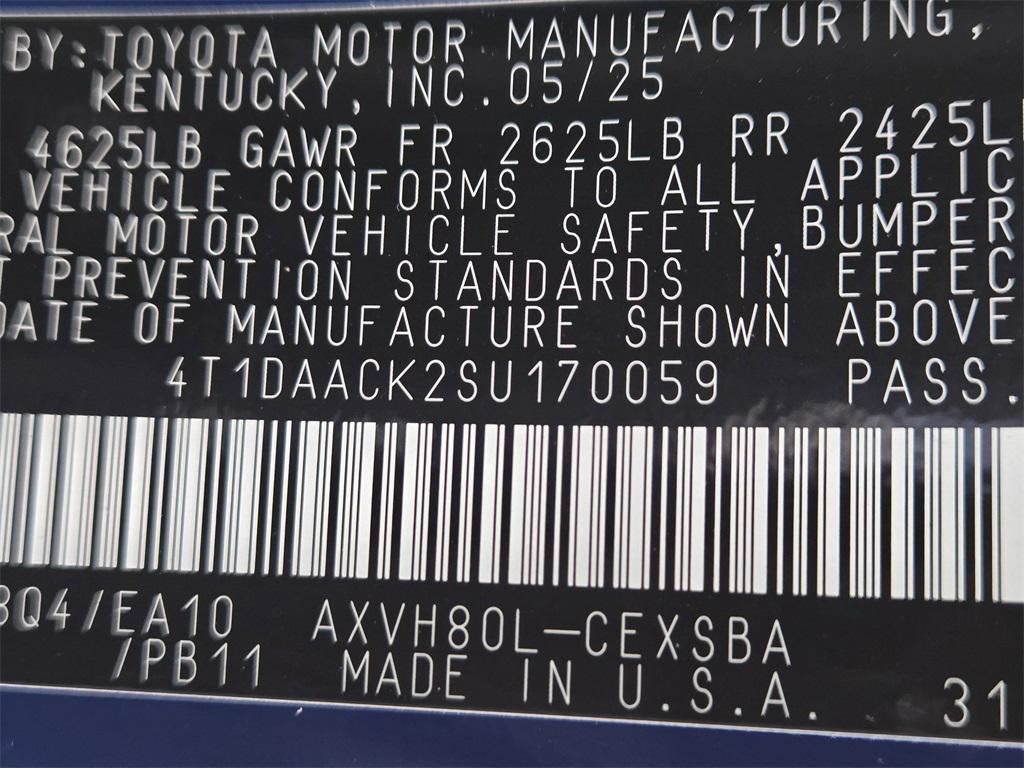 BY:TOYOTA MOTOR MANUFACTURING,
KENTUCKY, INC. 05/25
4625LB GAWR FR 2625LB RR 2425L
VEHICLE CONFORMS TO ALL APPLIC
RAL MOTOR VEHICLE SAFETY, BUMPER
T PREVENTION STANDARDS IN EFFEC
DATE OF MANUFACTURE SHOWN ABOVE
4T1DAACK2SU170059 PASS.
8Q4/EA10 AXVH80L-CEXSBA
/PB11 MADE IN U.S.A. 31